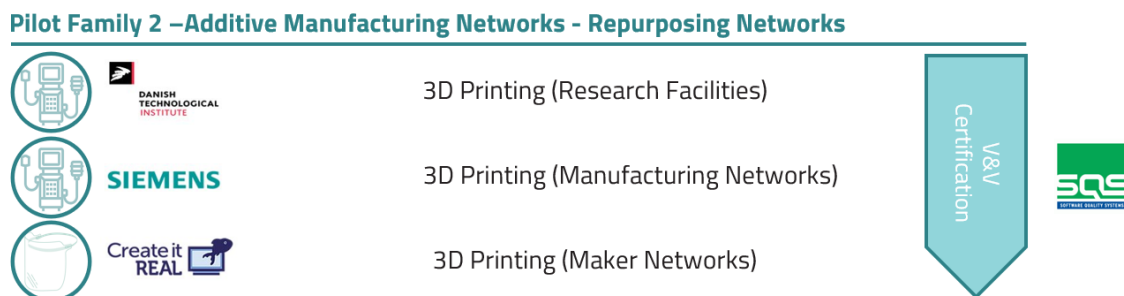 Pilot Family 2 –Additive Manufacturing Networks - Repurposing Networks
DANISH
TECHNOLOGICAL
INSTITUTE
3D Printing (Research Facilities)
SIEMENS
3D Printing (Manufacturing Networks)
Create it
REAL
3D Printing (Maker Networks)
V&V
Certification
SQS
SOFTWARE QUALITY SYSTEMS